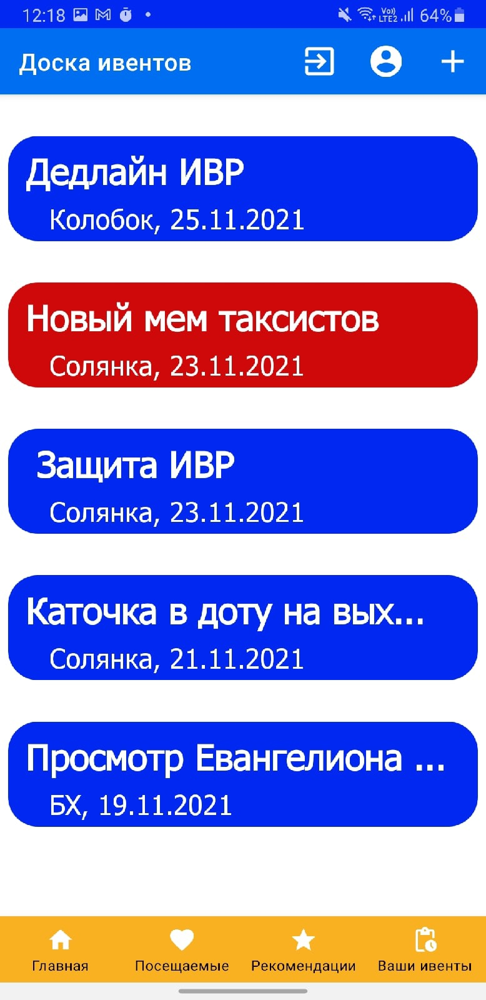 12:18 Vo)) LTE2 64%
Доска ивентов
Дедлайн ИВР
Колобок, 25.11.2021
Новый мем таксистов
Солянка, 23.11.2021
Защита ИВР
Солянка, 23.11.2021
Каточка в доту на вых...
Солянка, 21.11.2021
Просмотр Евангелиона ...
БХ, 19.11.2021
Главная Посещаемые Рекомендации Ваши ивенты